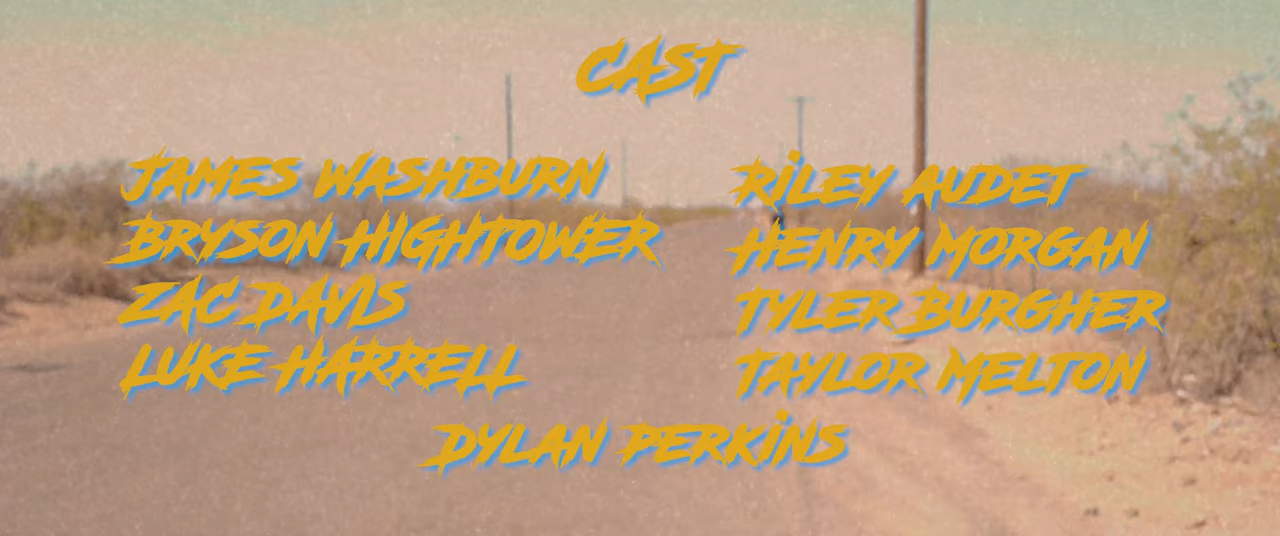 CAST
JAMES WASHBURN
BRYSON HIGHTOWER
ZAC DAVIS
LUKE HARRELL
RILEY AUDET
HENRY MORGAN
TYLER BURGHER
TAYLOR MELTON
DYLAN PERKINS